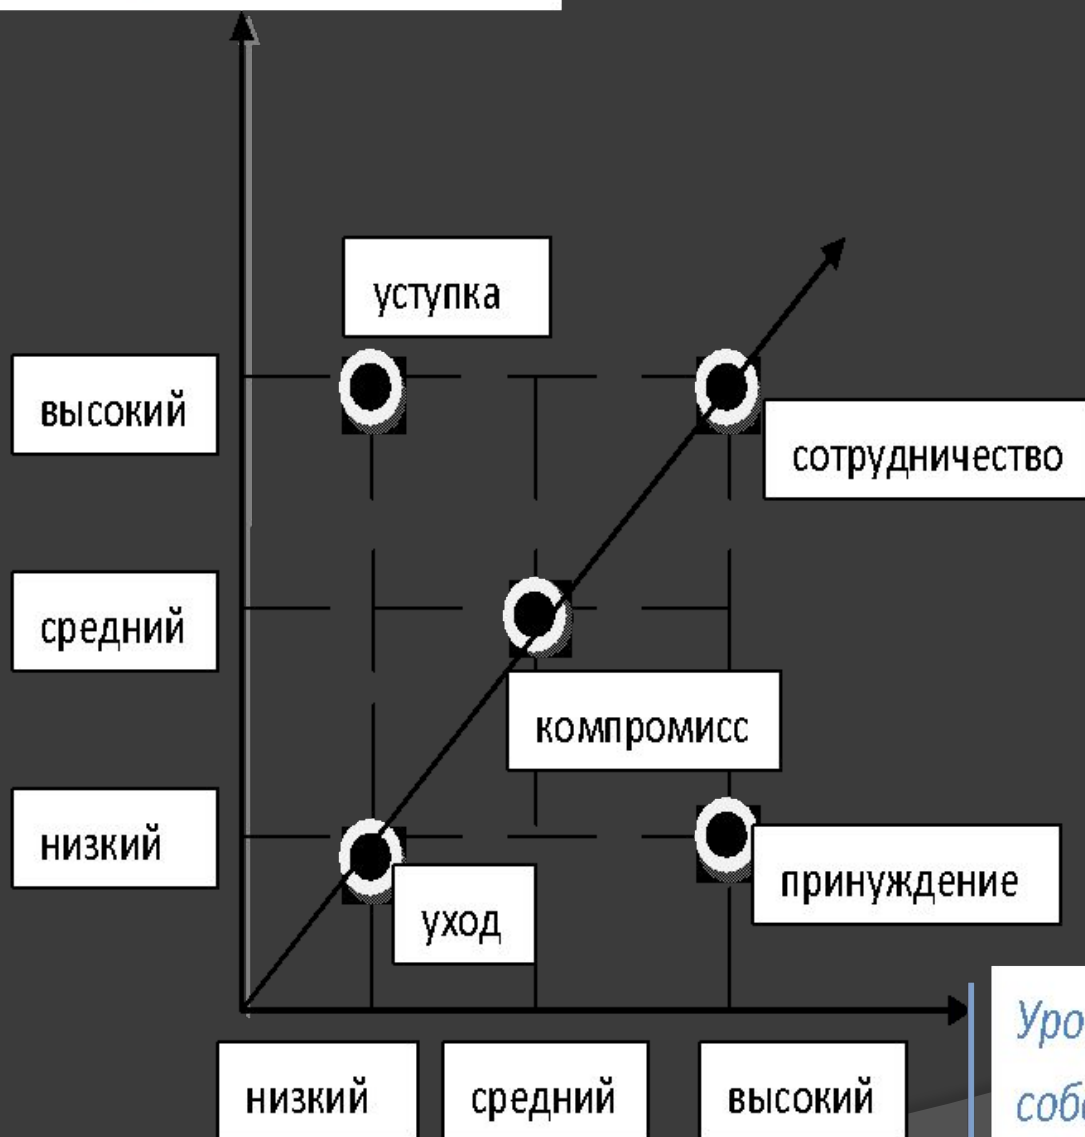 уступка
высокий
сотрудничество
средний
компромисс
низкий
принуждение
уход
низкий
средний
высокий